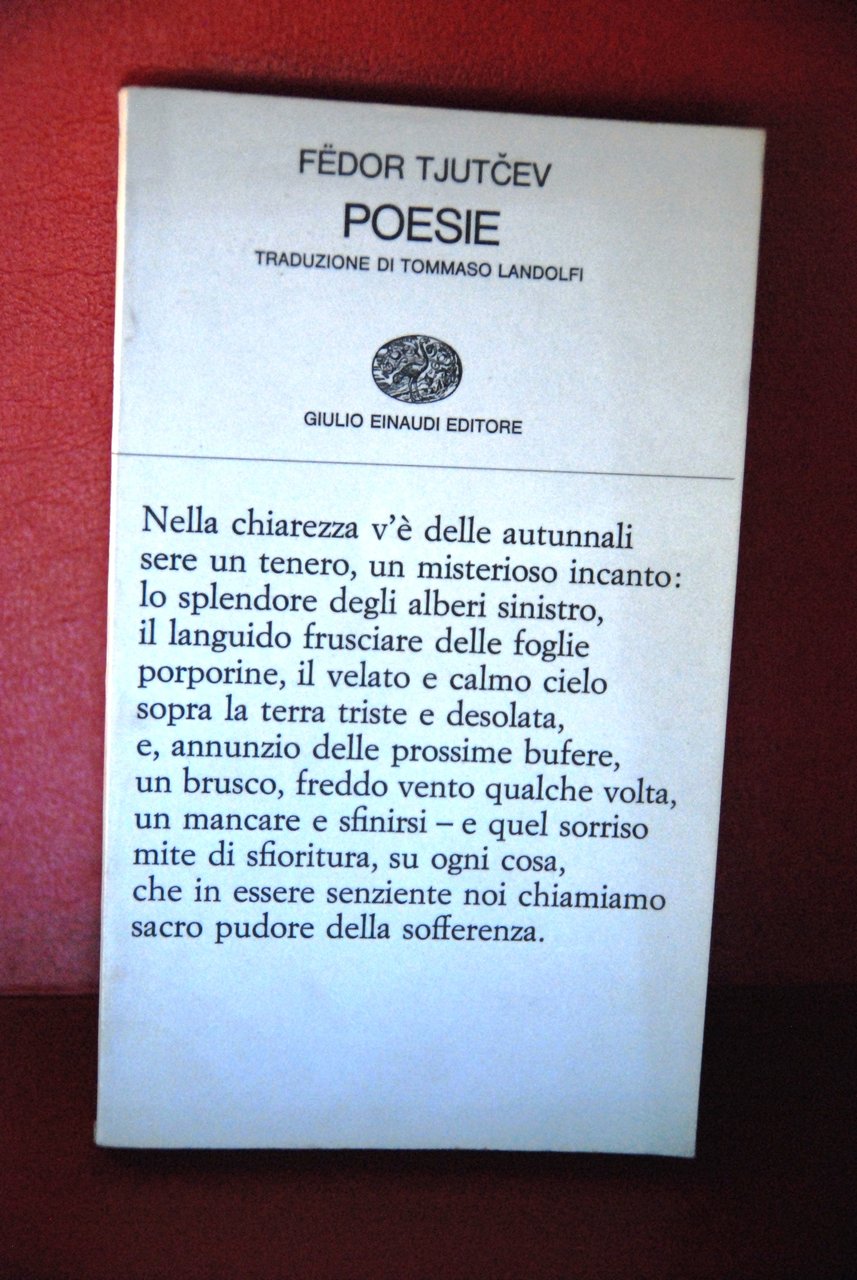 FËDOR TJUTČEV
POESIE
TRADUZIONE DI TOMMASO LANDOLFI
GIULIO EINAUDI EDITORE
Nella chiarezza v'è delle autunnali
sere un tenero, un misterioso incanto:
lo splendore degli alberi sinistro,
il languido frusciare delle foglie
porporine, il velato e calmo cielo
sopra la terra triste e desolata,
e, annunzio delle prossime bufere,
un brusco, freddo vento qualche volta,
un mancare e sfinirsi – e quel sorriso
mite di sfioritura, su ogni cosa,
che in essere senziente noi chiamiamo
sacro pudore della sofferenza.